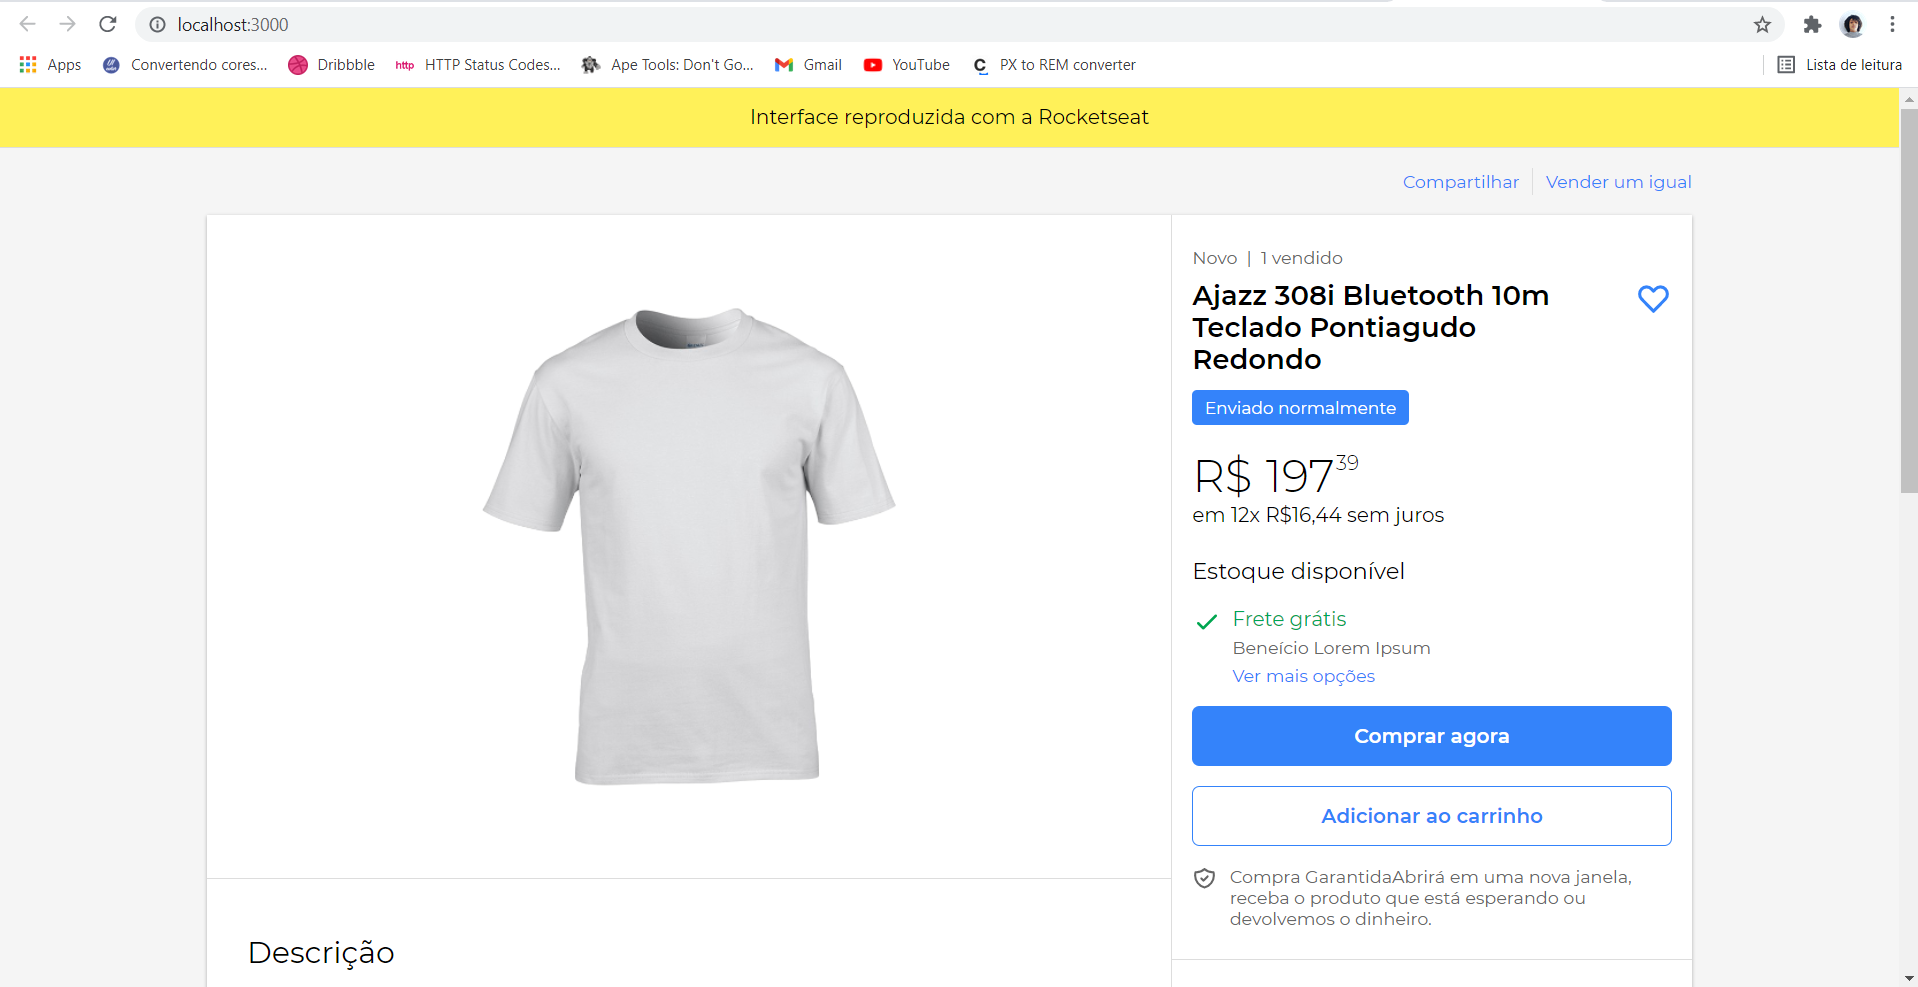 localhost:3000
Apps
Convertendo cores...
Dribbble
http
HTTP Status Codes...
Ape Tools: Don't Go...
Gmail
YouTube
C
PX to REM converter
Lista de leitura
Interface reproduzida com a Rocketseat
Compartilhar
Vender um igual
Novo | 1 vendido
Ajazz 308i Bluetooth 10m
Teclado Pontiagudo
Redondo
Enviado normalmente
R$ 197 39
em 12x R$16,44 sem juros
Estoque disponível
Frete grátis
Beneício Lorem Ipsum
Ver mais opções
Comprar agora
Adicionar ao carrinho
Compra GarantidaAbrirá em uma nova janela,
receba o produto que está esperando ou
devolvemos o dinheiro.
Descrição